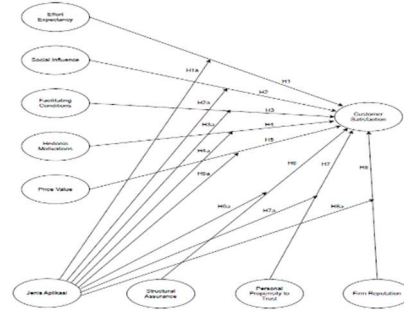 Effort
Expectancy
Social Influence
Facilitating
Conditions
Hedonic
Motivations
Price Value
H1
H1a
H2
H2a
H3
H3a
H4
H4a
H5
H5a
Customer
Satisfaction
H6
H7
H8
H6a
H7a
H8a
Jenis Aplikasi
Structural
Assurance
Personal
Propensity to
Trust
Firm Reputation